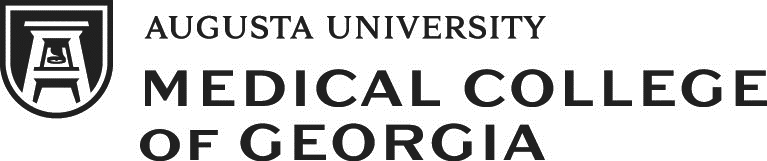 AUGUSTA UNIVERSITY
MEDICAL COLLEGE
OF GEORGIA